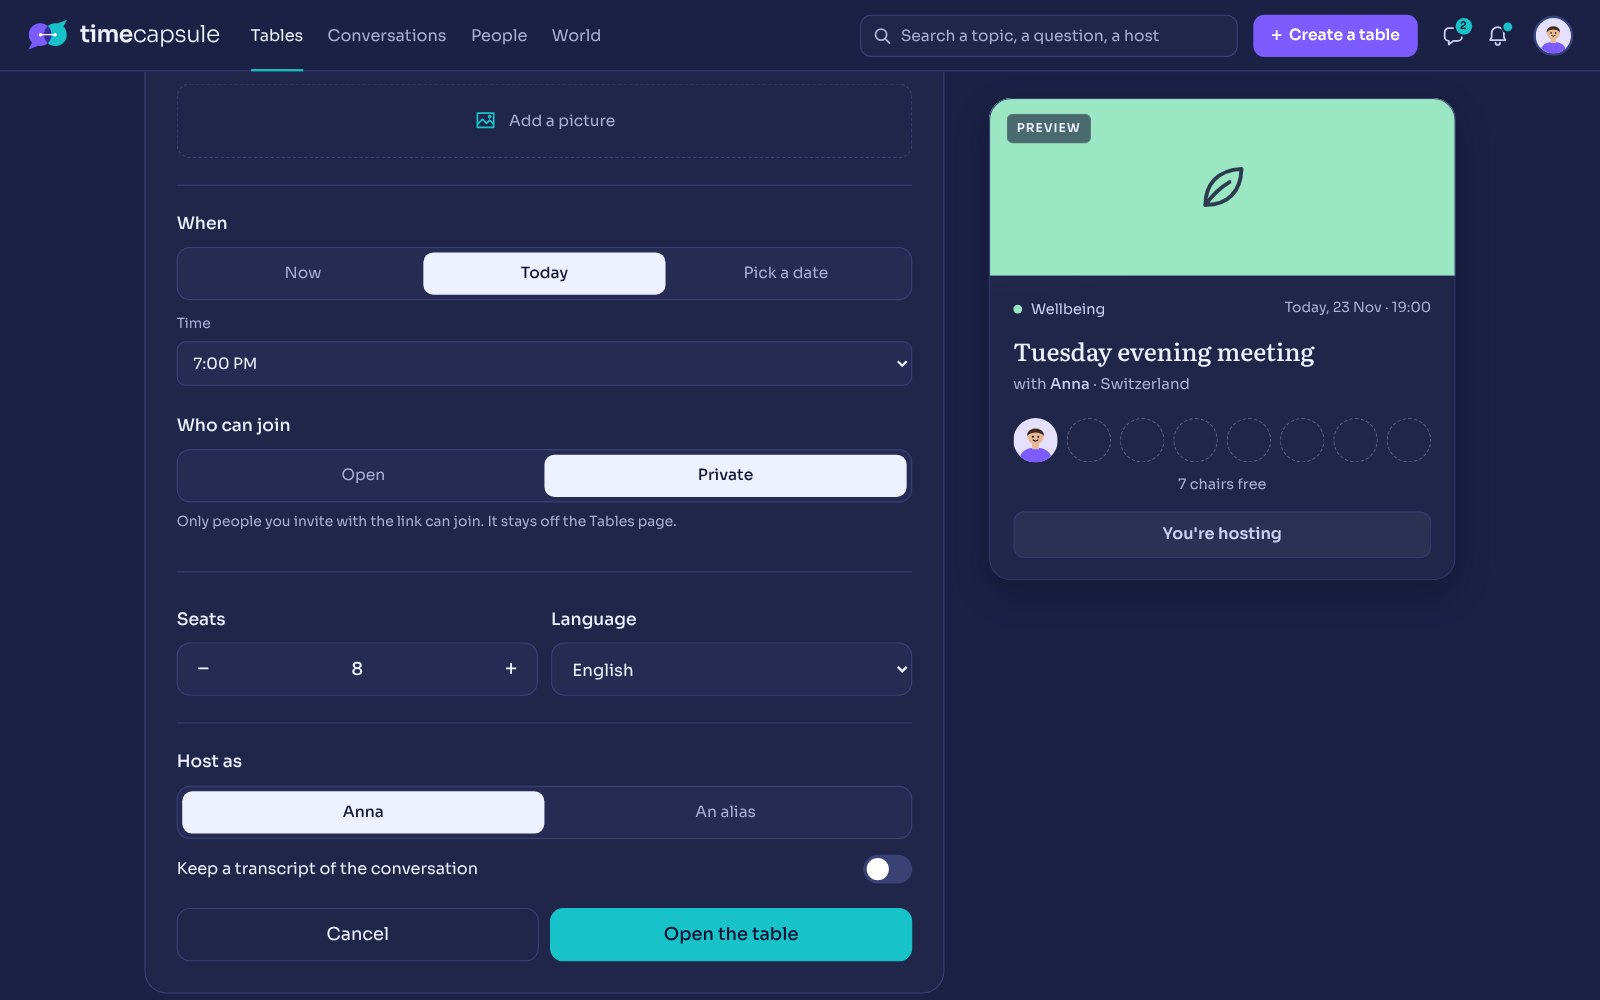 timecapsule
Tables
Conversations
People
World
Search a topic, a question, a host
+ Create a table
2
Add a picture
When
Now
Today
Pick a date
Time
7:00 PM
Who can join
Open
Private
Only people you invite with the link can join. It stays off the Tables page.
Seats
Language
− 8 +
English
Host as
Anna
An alias
Keep a transcript of the conversation
Cancel
Open the table
PREVIEW
Wellbeing
Today, 23 Nov · 19:00
Tuesday evening meeting
with Anna · Switzerland
7 chairs free
You're hosting